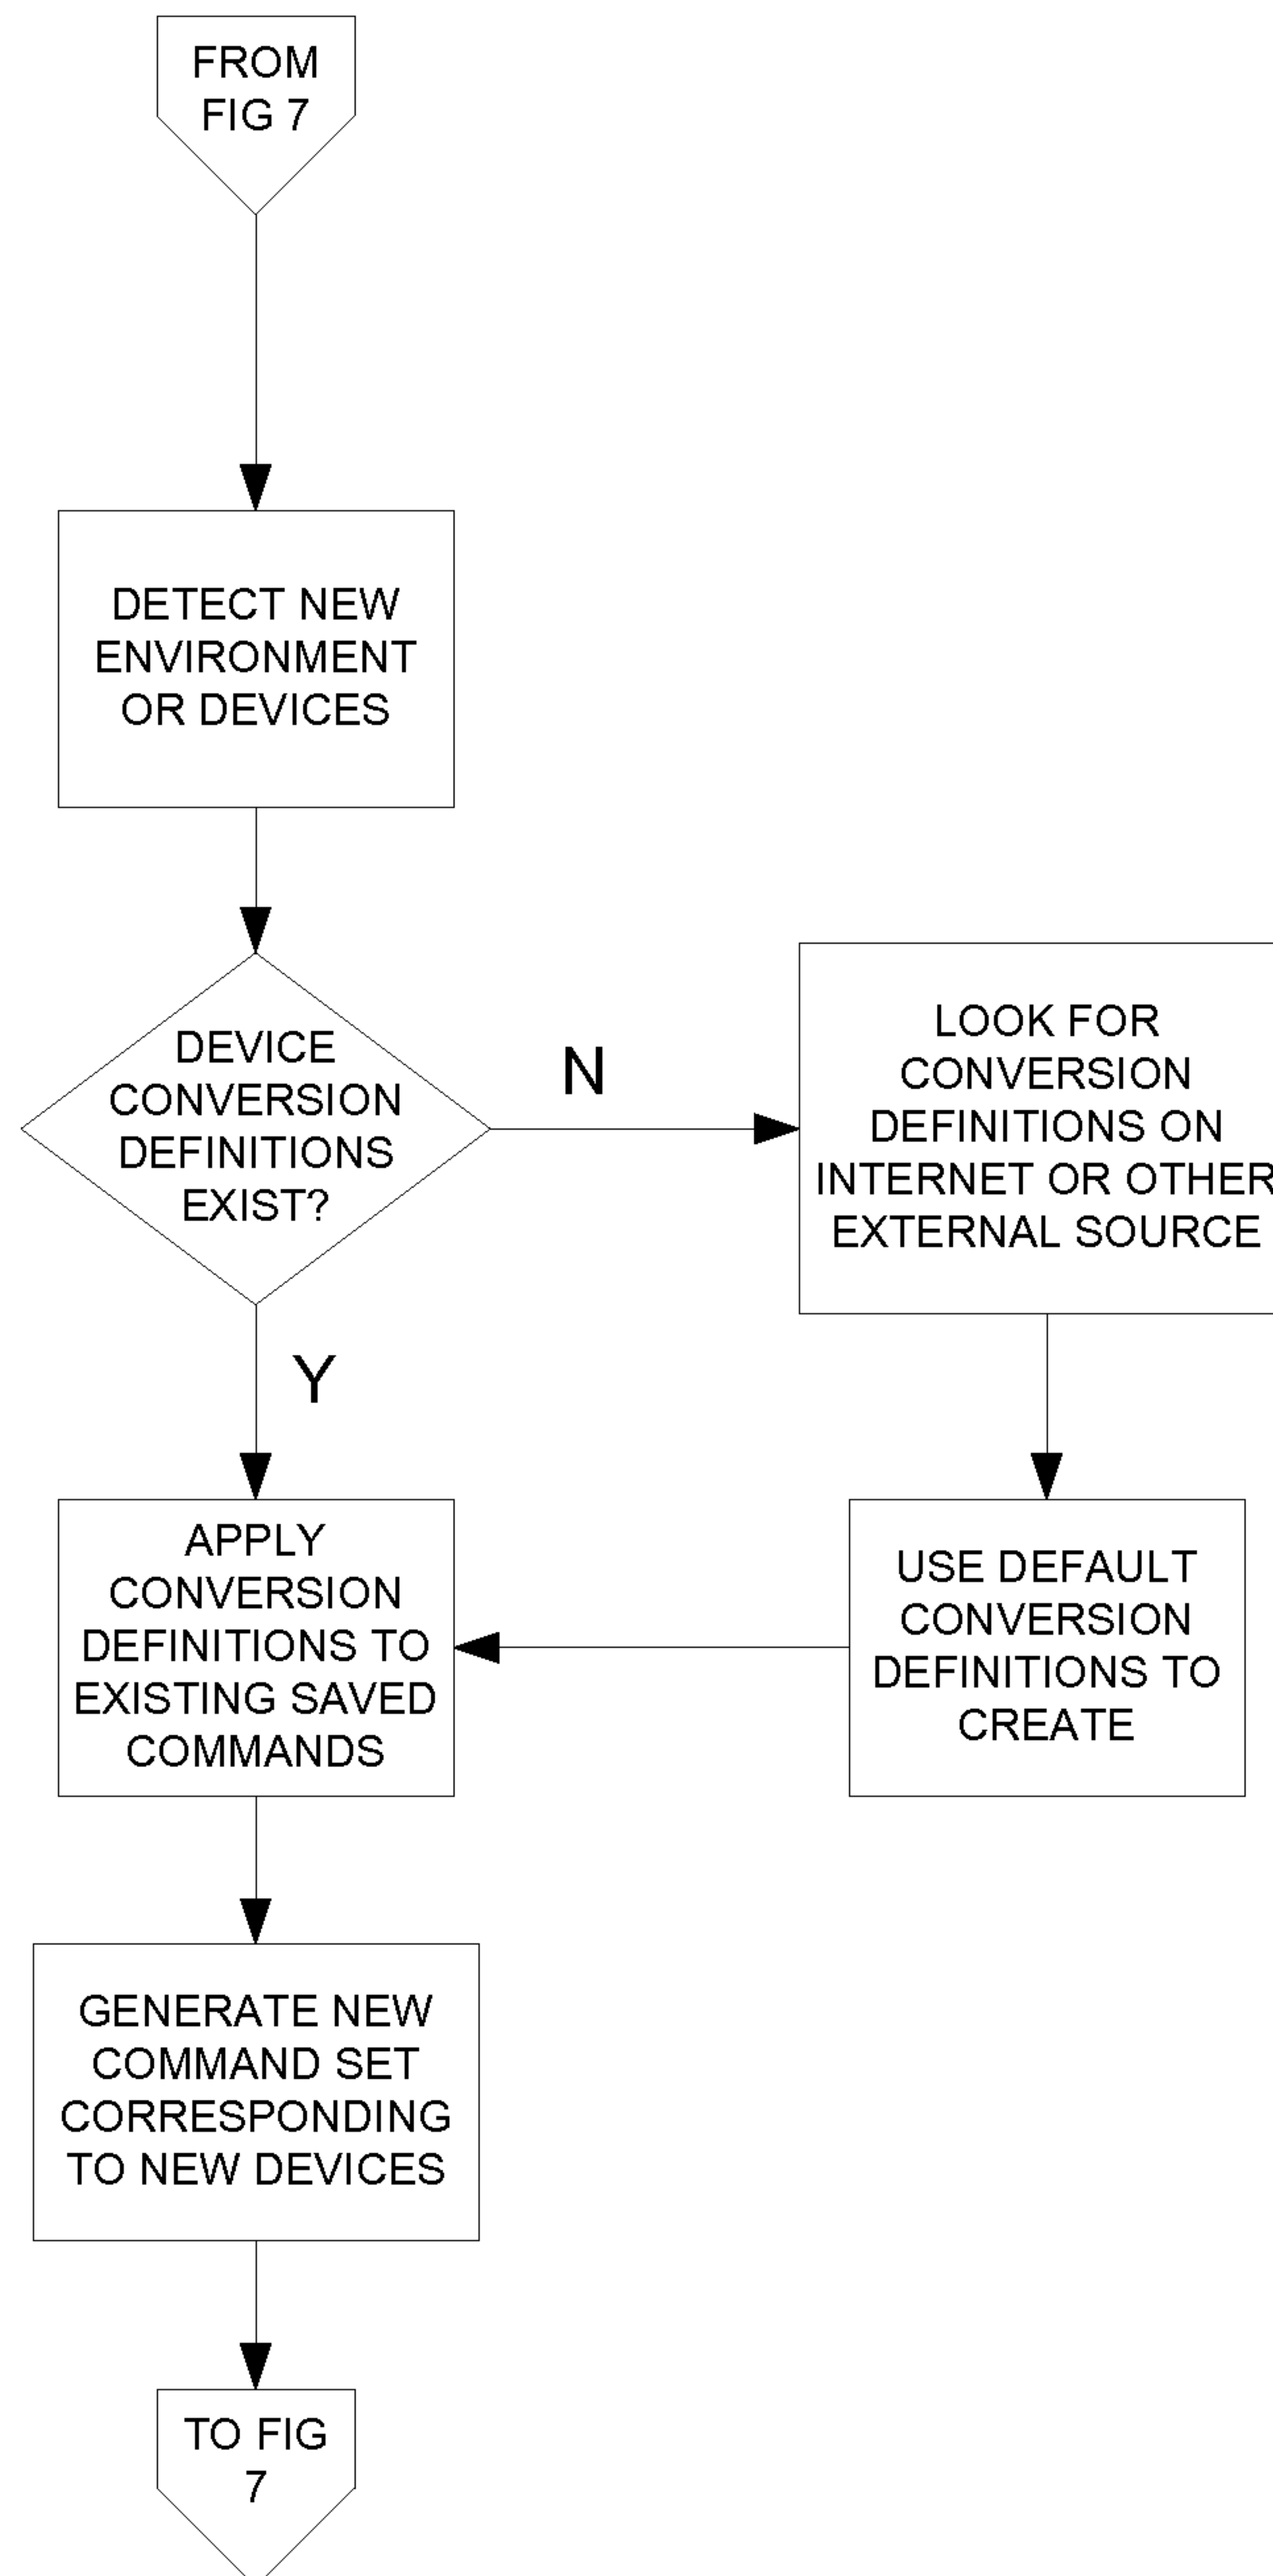 FROM
FIG 7
DETECT NEW
ENVIRONMENT
OR DEVICES
DEVICE
CONVERSION
DEFINITIONS
EXIST?
N
LOOK FOR
CONVERSION
DEFINITIONS ON
INTERNET OR OTHER
EXTERNAL SOURCE
Y
APPLY
CONVERSION
DEFINITIONS TO
EXISTING SAVED
COMMANDS
USE DEFAULT
CONVERSION
DEFINITIONS TO
CREATE
GENERATE NEW
COMMAND SET
CORRESPONDING
TO NEW DEVICES
TO FIG
7